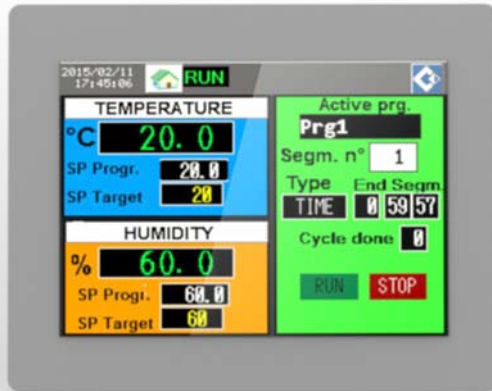 2015/02/11
17:45:06
RUN
TEMPERATURE
°C 20.0
SP Progr. 20.0
SP Target 20
HUMIDITY
% 60.0
SP Progr. 60.0
SP Target 60
Active prg.
Prg1
Segm. n° 1
Type End Segm.
TIME 0 59 57
Cycle done 0
RUN STOP